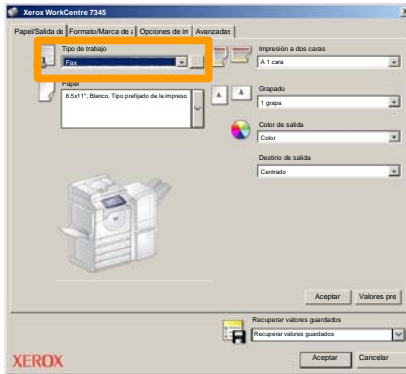 Xerox WorkCentre 7345
Papel/Salida de
Formato/Marca de a
Opciones de im
Avanzadas
Tipo de trabajo
Fax
Papel
8.5x11", Blanco, Tipo prefijado de la impreso
Impresión a dos caras
A 1 cara
Grapado
1 grapa
Color de salida
Color
Destino de salida
Centrado
Aceptar
Valores pre
Recuperar valores guardados
Recuperar valores guardados
XEROX
Aceptar
Cancelar